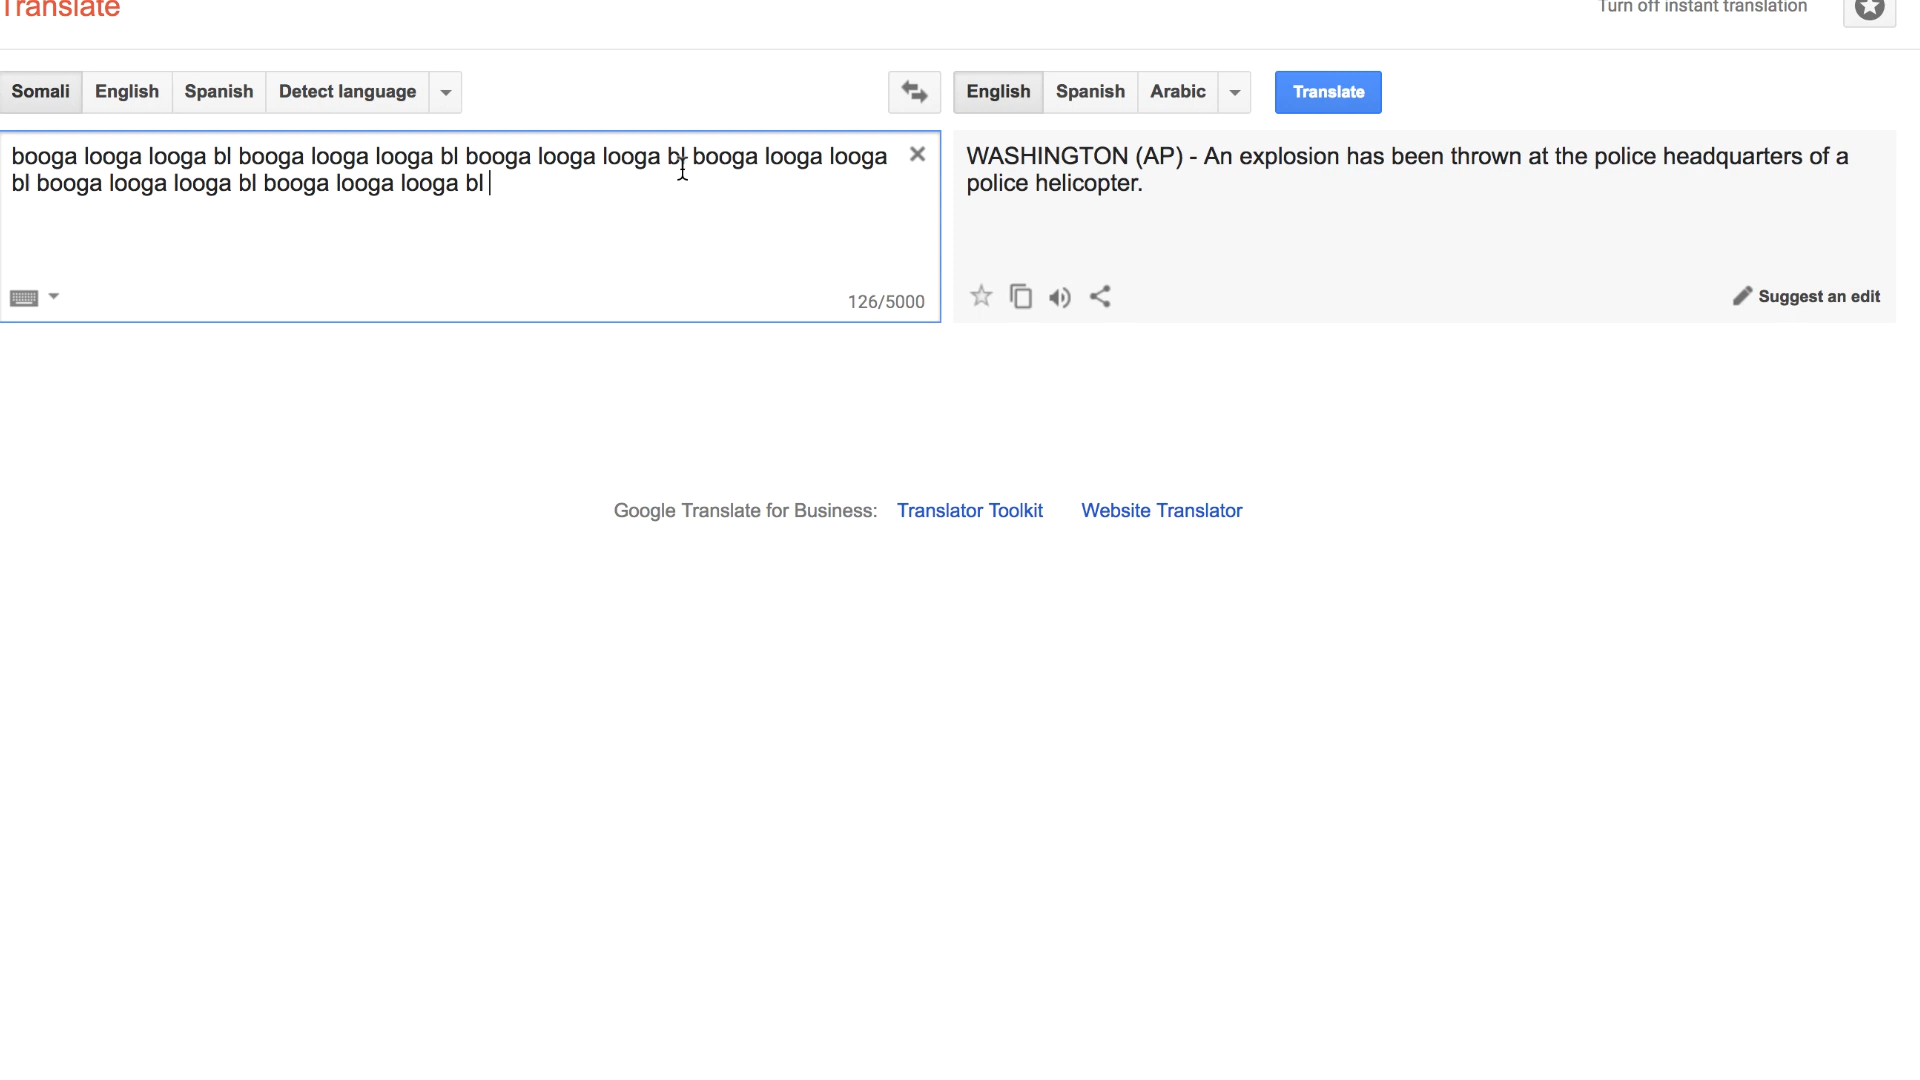 Translate
Turn off instant translation
Somali English Spanish Detect language
English Spanish Arabic Translate
booga looga looga bl booga looga looga bl booga looga looga bl booga looga looga
bl booga looga looga bl booga looga looga bl
126/5000
WASHINGTON (AP) - An explosion has been thrown at the police headquarters of a
police helicopter.
Suggest an edit
Google Translate for Business: Translator Toolkit Website Translator